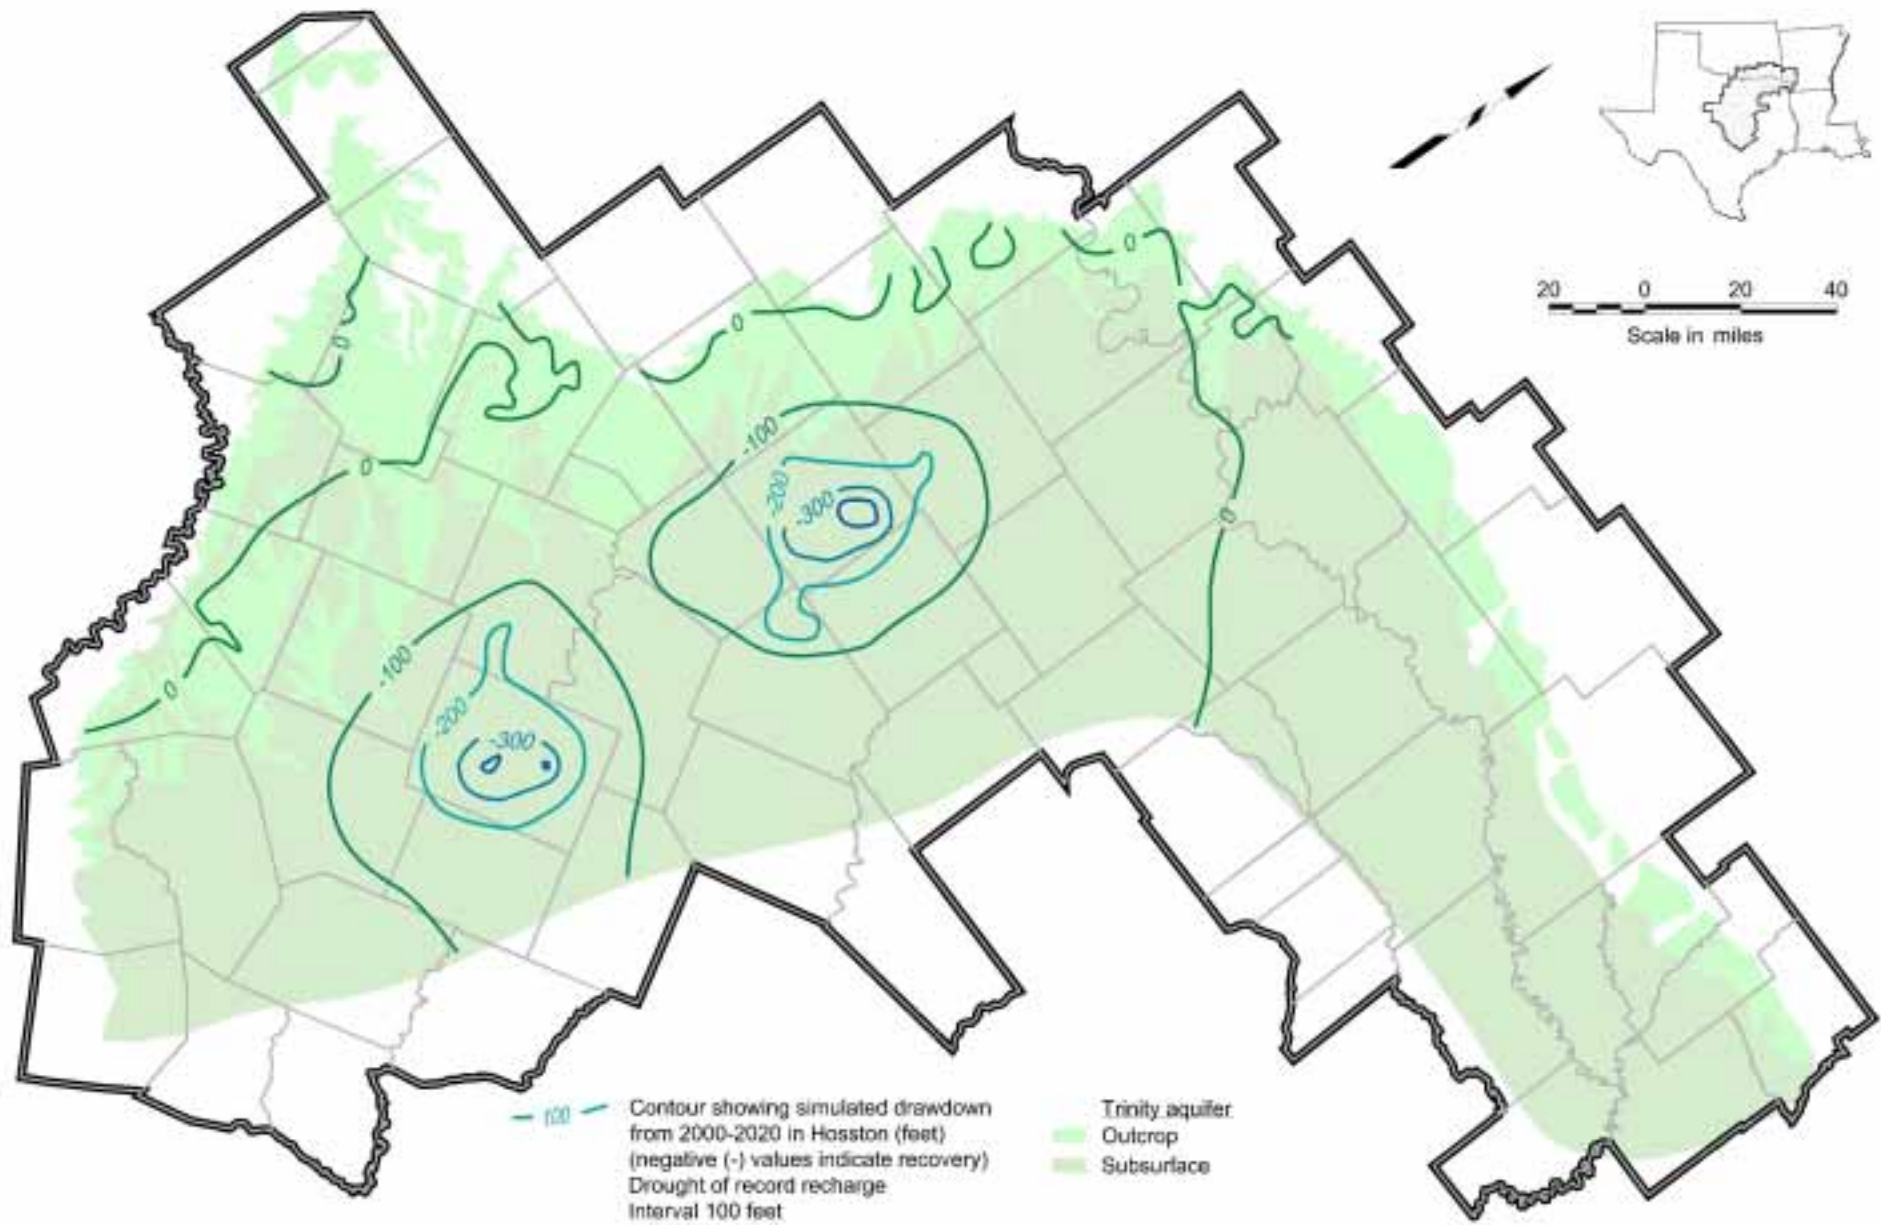 20 0 20 40
Scale in miles
0
0
0
0
-100
-200
-300
0
0
-100
-200
-300
0
100
Contour showing simulated drawdown
from 2000-2020 in Hosston (feet)
(negative (-) values indicate recovery)
Drought of record recharge
Interval 100 feet
Trinity aquifer
Outcrop
Subsurface